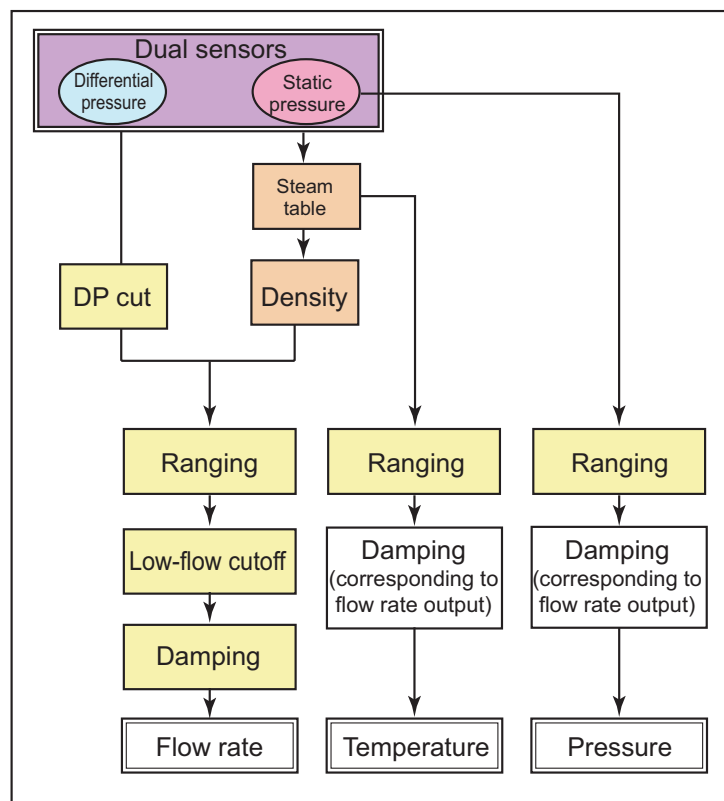 Dual sensors
Differential
pressure
Static
pressure
Steam
table
DP cut
Density
Ranging
Ranging
Ranging
Low-flow cutoff
Damping
(corresponding to
flow rate output)
Damping
(corresponding to
flow rate output)
Damping
Flow rate
Temperature
Pressure